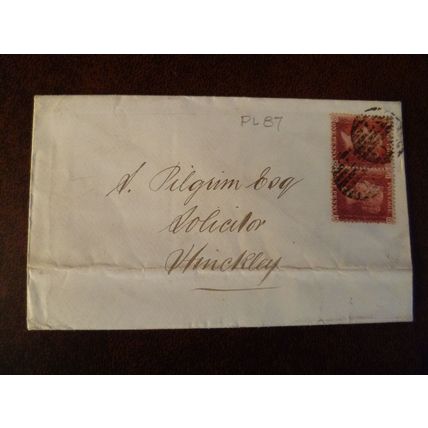 PL 87
S. Pilgrim Esq
Solicitor
Hinckley